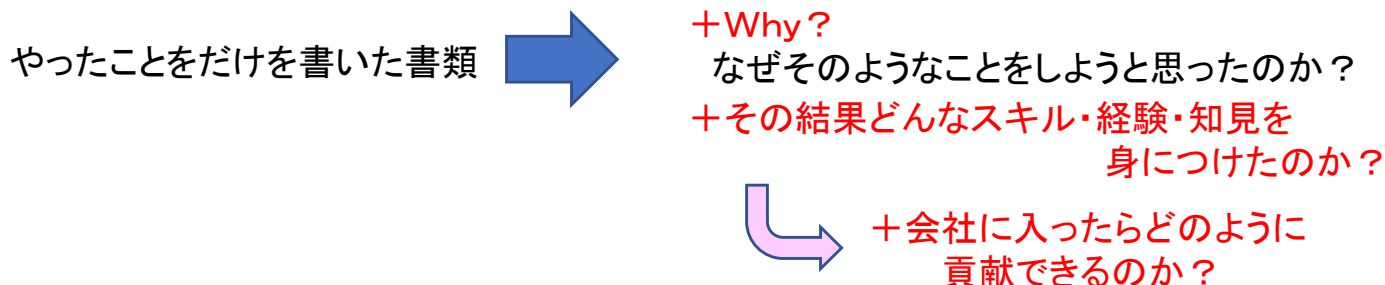 やったことをだけを書いた書類
＋Why？
なぜそのようなことをしようと思ったのか？
＋その結果どんなスキル・経験・知見を
身につけたのか？
＋会社に入ったらどのように
貢献できるのか？